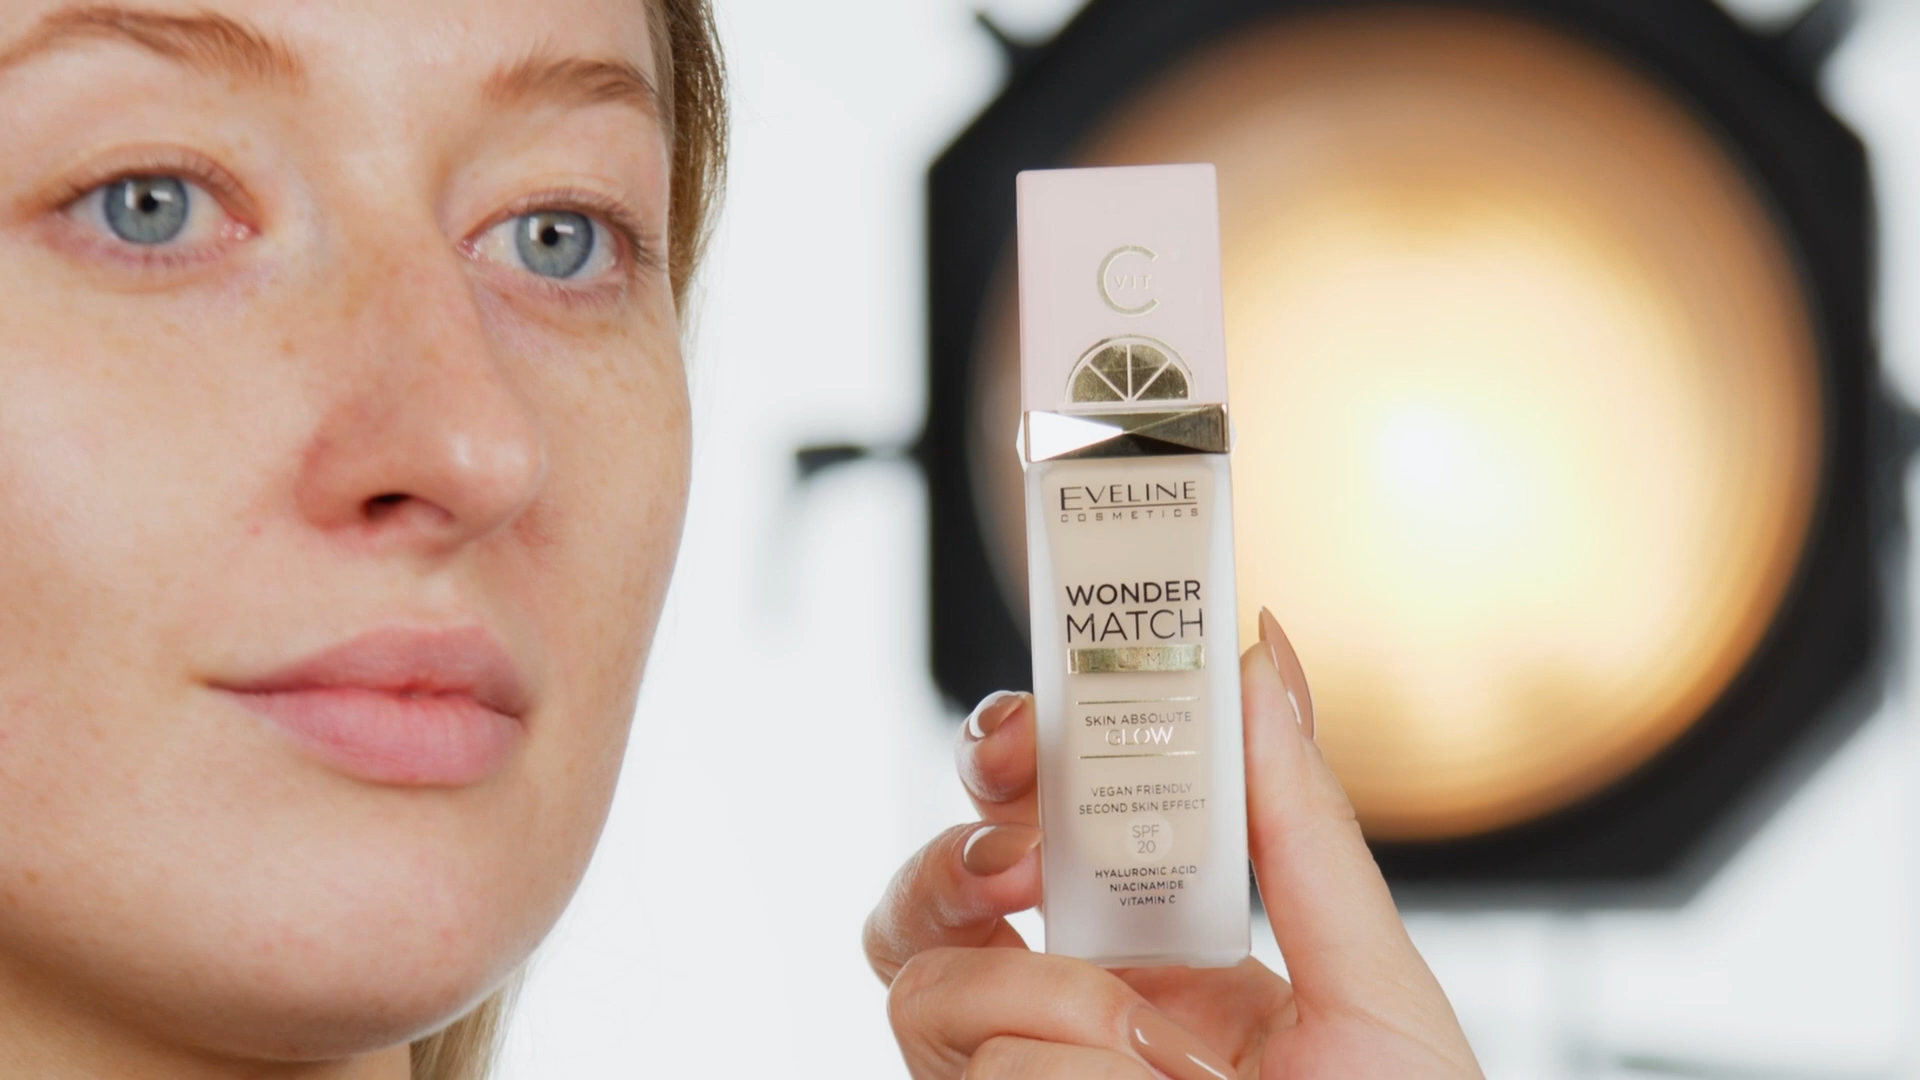 C
VIT
EVELINE
COSMETICS
WONDER
MATCH
LUMI
SKIN ABSOLUTE
GLOW
VEGAN FRIENDLY
SECOND SKIN EFFECT
SPF
20
HYALURONIC ACID
NIACINAMIDE
VITAMIN C